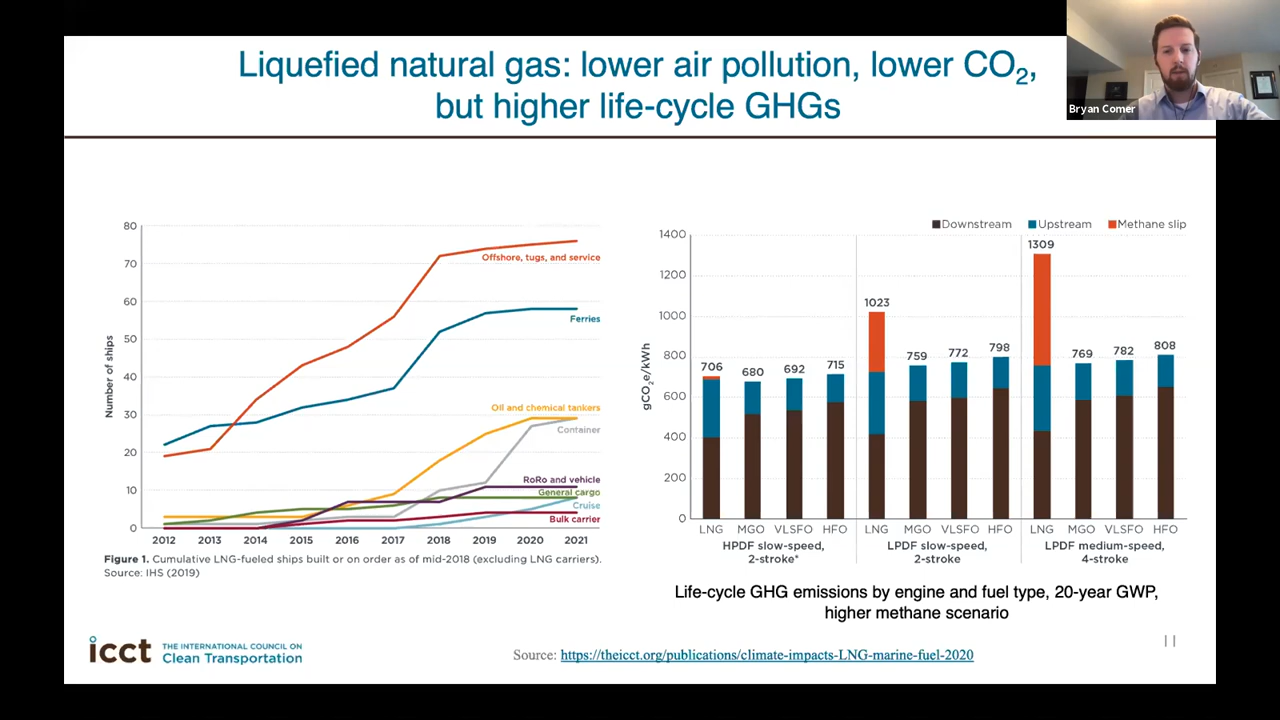 Liquefied natural gas: lower air pollution, lower CO₂,
but higher life-cycle GHGs
Bryan Comer
Number of ships
80
70
60
50
40
30
20
10
0
Offshore, tugs, and service
Ferries
Oil and chemical tankers
Container
RoRo and vehicle
General cargo
Cruise
Bulk carrier
2012 2013 2014 2015 2016 2017 2018 2019 2020 2021
Figure 1. Cumulative LNG-fueled ships built or on order as of mid-2018 (excluding LNG carriers).
Source: IHS (2019)
Downstream Upstream Methane slip
gCO₂e/kWh
1400
1200
1000
800
600
400
200
0
706 680 692 715
1023 759 772 798
1309 769 782 808
LNG MGO VLSFO HFO LNG MGO VLSFO HFO LNG MGO VLSFO HFO
HPDF slow-speed,
2-stroke*
LPDF slow-speed,
2-stroke
LPDF medium-speed,
4-stroke
Life-cycle GHG emissions by engine and fuel type, 20-year GWP,
higher methane scenario
icct THE INTERNATIONAL COUNCIL ON
Clean Transportation
Source: https://theicct.org/publications/climate-impacts-LNG-marine-fuel-2020
11